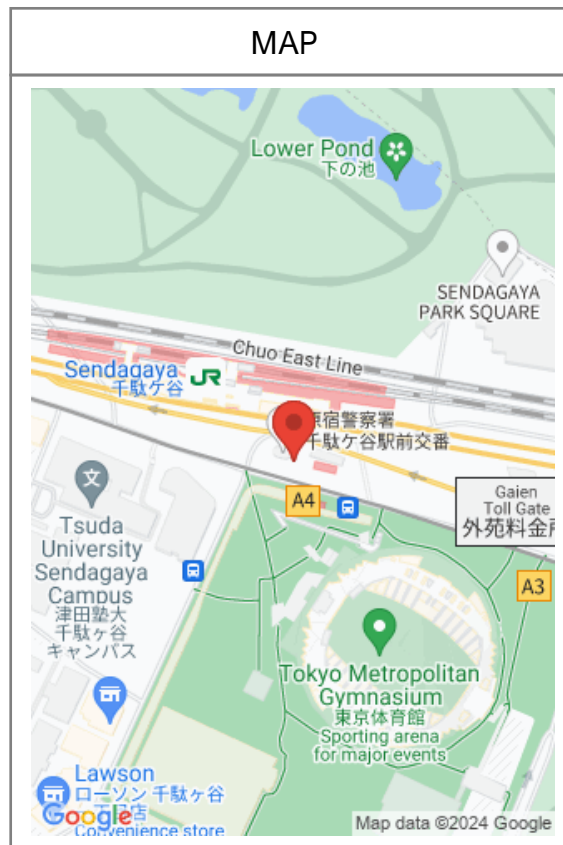 MAP
Lower Pond
下の池
SENDAGAYA
PARK SQUARE
Chuo East Line
Sendagaya
千駄ケ谷
JR
原宿警察署
千駄ケ谷駅前交番
A4
Gaien
Toll Gate
外苑料金所
A3
文
Tsuda
University
Sendagaya
Campus
津田塾大
千駄ヶ谷
キャンパス
Tokyo Metropolitan
Gymnasium
東京体育館
Sporting arena
for major events
Lawson
ローソン 千駄ヶ谷
Convenience store
Google
Map data ©2024 Google